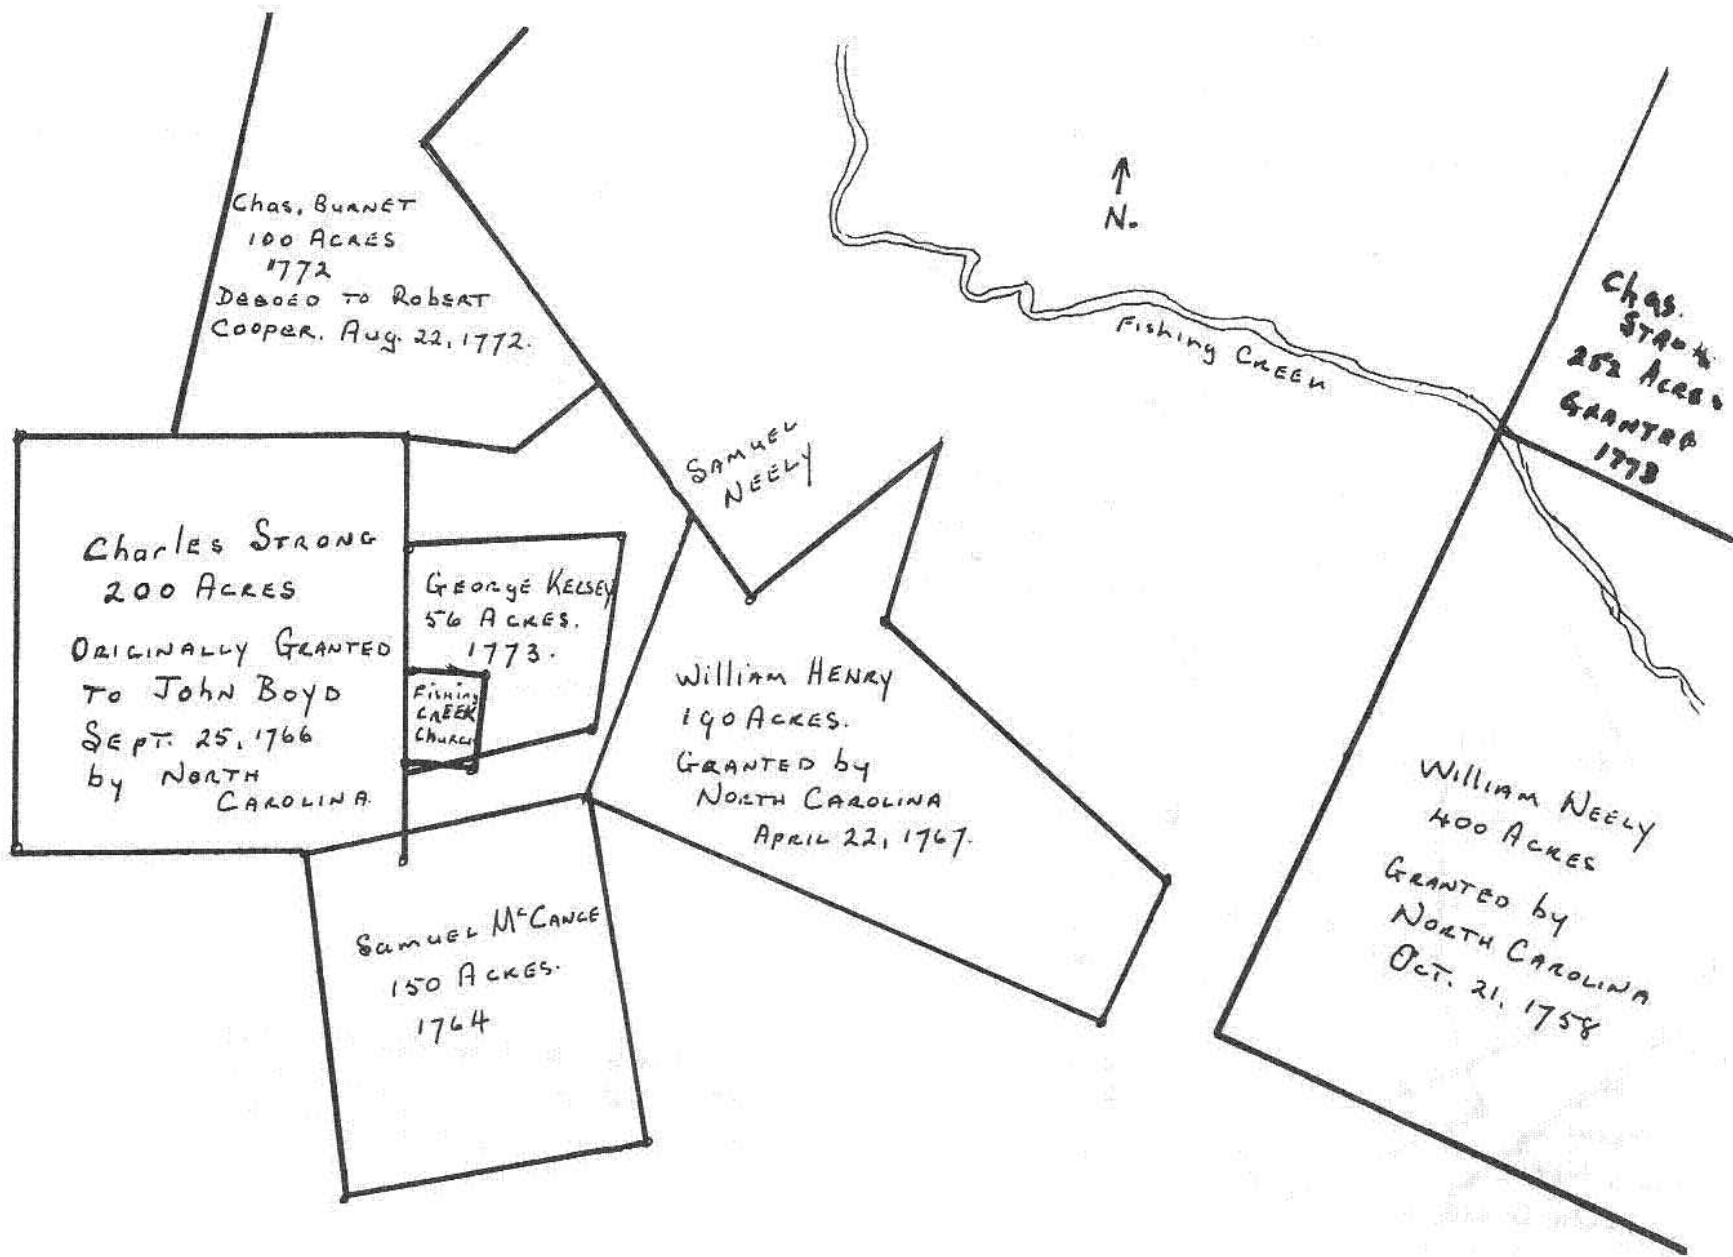 Chas. BURNET
100 ACRES
1772
DEEDED TO ROBERT
COOPER. Aug. 22, 1772.
N.
Fishing CREEK
Chas.
252 ACRES
GRANTED
1773
SAMUEL
NEELY
Charles STRONG
200 ACRES
ORIGINALLY GRANTED
TO John BOYD
SEPT. 25, 1766
by NORTH
CAROLINA.
GEORGE KELSEY
56 ACRES.
1773.
Fishing
CREEK
Church
William HENRY
190 ACRES.
GRANTED by
NORTH CAROLINA
APRIL 22, 1767.
William NEELY
400 ACRES
GRANTED by
NORTH CAROLINA
OCT. 21, 1758
SAMUEL McCANCE
150 ACRES.
1764